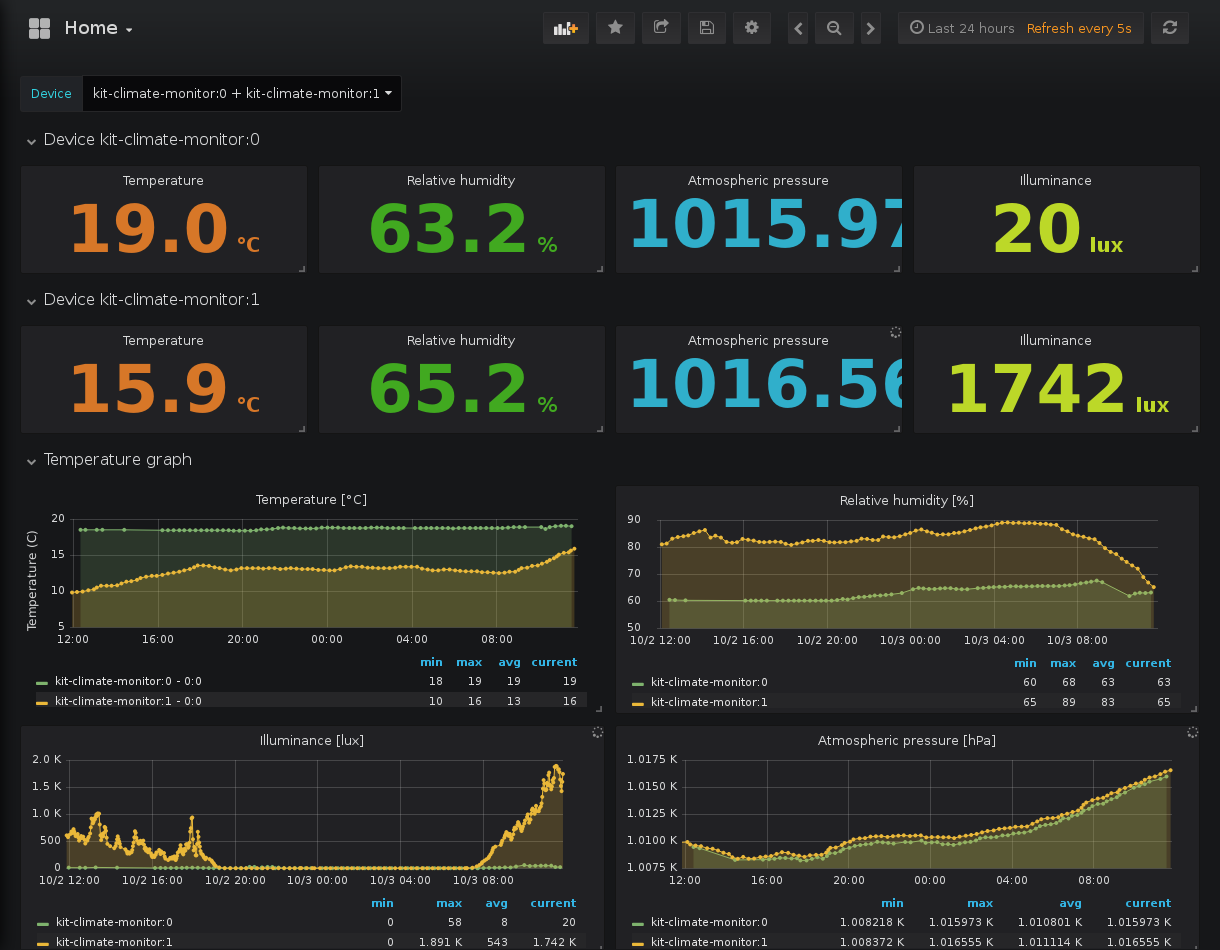 Home
Last 24 hours Refresh every 5s
Device kit-climate-monitor:0 + kit-climate-monitor:1
Device kit-climate-monitor:0
Temperature Relative humidity Atmospheric pressure Illuminance
19.0 °C 63.2 % 1015.97 20 lux
Device kit-climate-monitor:1
Temperature Relative humidity Atmospheric pressure Illuminance
15.9 °C 65.2 % 1016.56 1742 lux
Temperature graph
Temperature [°C]
Temperature (C)
20
15
10
5
12:00 16:00 20:00 00:00 04:00 08:00
min max avg current
kit-climate-monitor:0 - 0:0 18 19 19 19
kit-climate-monitor:1 - 0:0 10 16 13 16
Relative humidity [%]
90
80
70
60
50
10/2 12:00 10/2 16:00 10/2 20:00 10/3 00:00 10/3 04:00 10/3 08:00
min max avg current
kit-climate-monitor:0 60 68 63 63
kit-climate-monitor:1 65 89 83 65
Illuminance [lux]
2.0 K
1.5 K
1.0 K
500
0
10/2 12:00 10/2 16:00 10/2 20:00 10/3 00:00 10/3 04:00 10/3 08:00
min max avg current
kit-climate-monitor:0 0 58 8 20
kit-climate-monitor:1 0 1.891 K 543 1.742 K
Atmospheric pressure [hPa]
1.0175 K
1.0150 K
1.0125 K
1.0100 K
1.0075 K
12:00 16:00 20:00 00:00 04:00 08:00
min max avg current
kit-climate-monitor:0 1.008218 K 1.015973 K 1.010801 K 1.015973 K
kit-climate-monitor:1 1.008372 K 1.016555 K 1.011114 K 1.016555 K